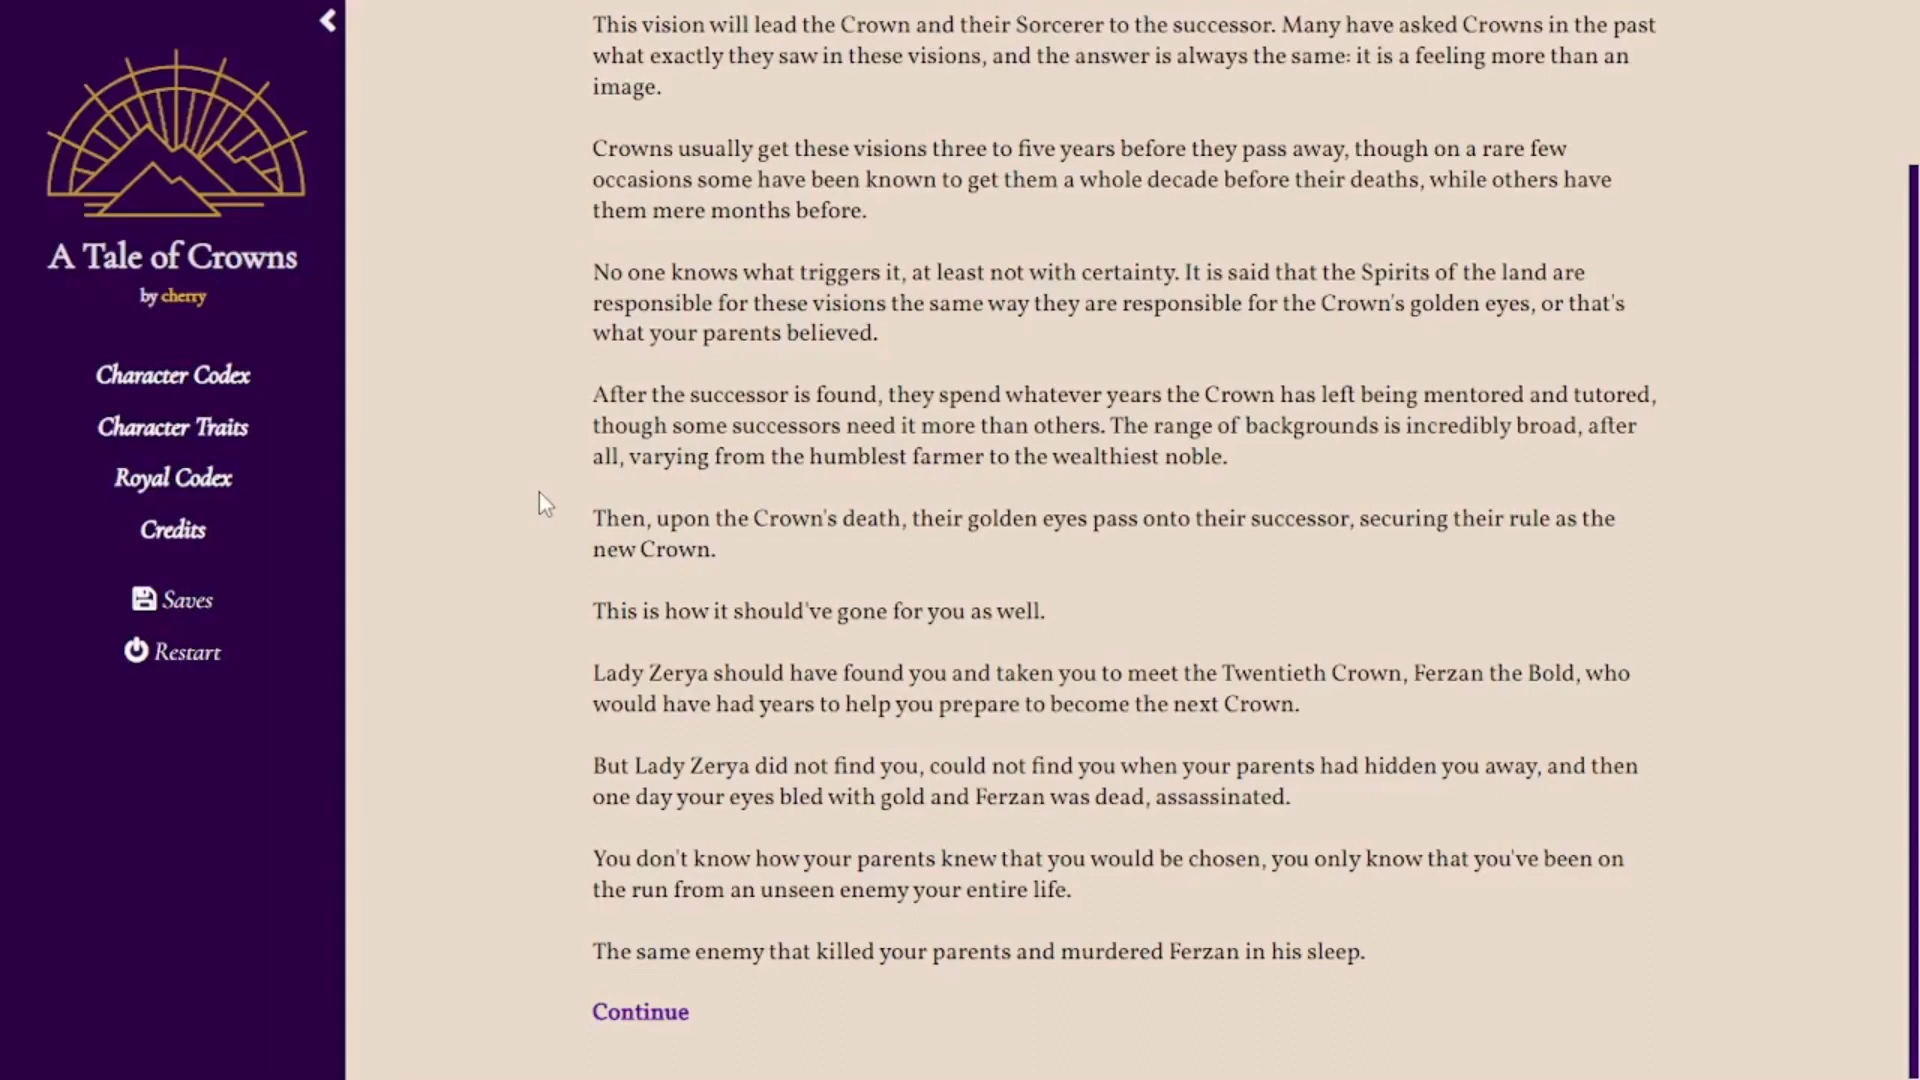 A Tale of Crowns
by cherry
Character Codex
Character Traits
Royal Codex
Credits
Saves
Restart
This vision will lead the Crown and their Sorcerer to the successor. Many have asked Crowns in the past
what exactly they saw in these visions, and the answer is always the same: it is a feeling more than an
image.
Crowns usually get these visions three to five years before they pass away, though on a rare few
occasions some have been known to get them a whole decade before their deaths, while others have
them mere months before.
No one knows what triggers it, at least not with certainty. It is said that the Spirits of the land are
responsible for these visions the same way they are responsible for the Crown's golden eyes, or that's
what your parents believed.
After the successor is found, they spend whatever years the Crown has left being mentored and tutored,
though some successors need it more than others. The range of backgrounds is incredibly broad, after
all, varying from the humblest farmer to the wealthiest noble.
Then, upon the Crown's death, their golden eyes pass onto their successor, securing their rule as the
new Crown.
This is how it should've gone for you as well.
Lady Zerya should have found you and taken you to meet the Twentieth Crown, Ferzan the Bold, who
would have had years to help you prepare to become the next Crown.
But Lady Zerya did not find you, could not find you when your parents had hidden you away, and then
one day your eyes bled with gold and Ferzan was dead, assassinated.
You don't know how your parents knew that you would be chosen, you only know that you've been on
the run from an unseen enemy your entire life.
The same enemy that killed your parents and murdered Ferzan in his sleep.
Continue